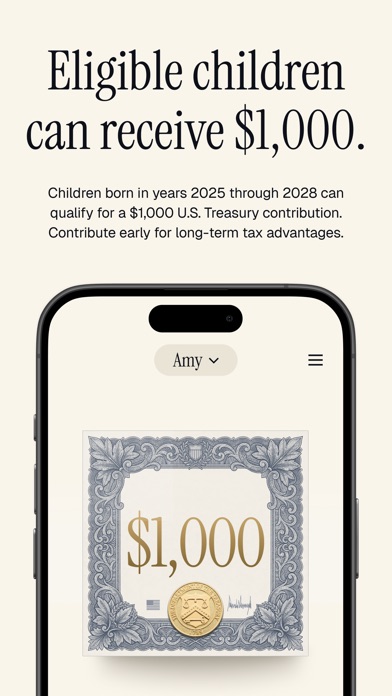 Eligible children
can receive $1,000.
Children born in years 2025 through 2028 can
qualify for a $1,000 U.S. Treasury contribution.
Contribute early for long-term tax advantages.
Amy
$1,000